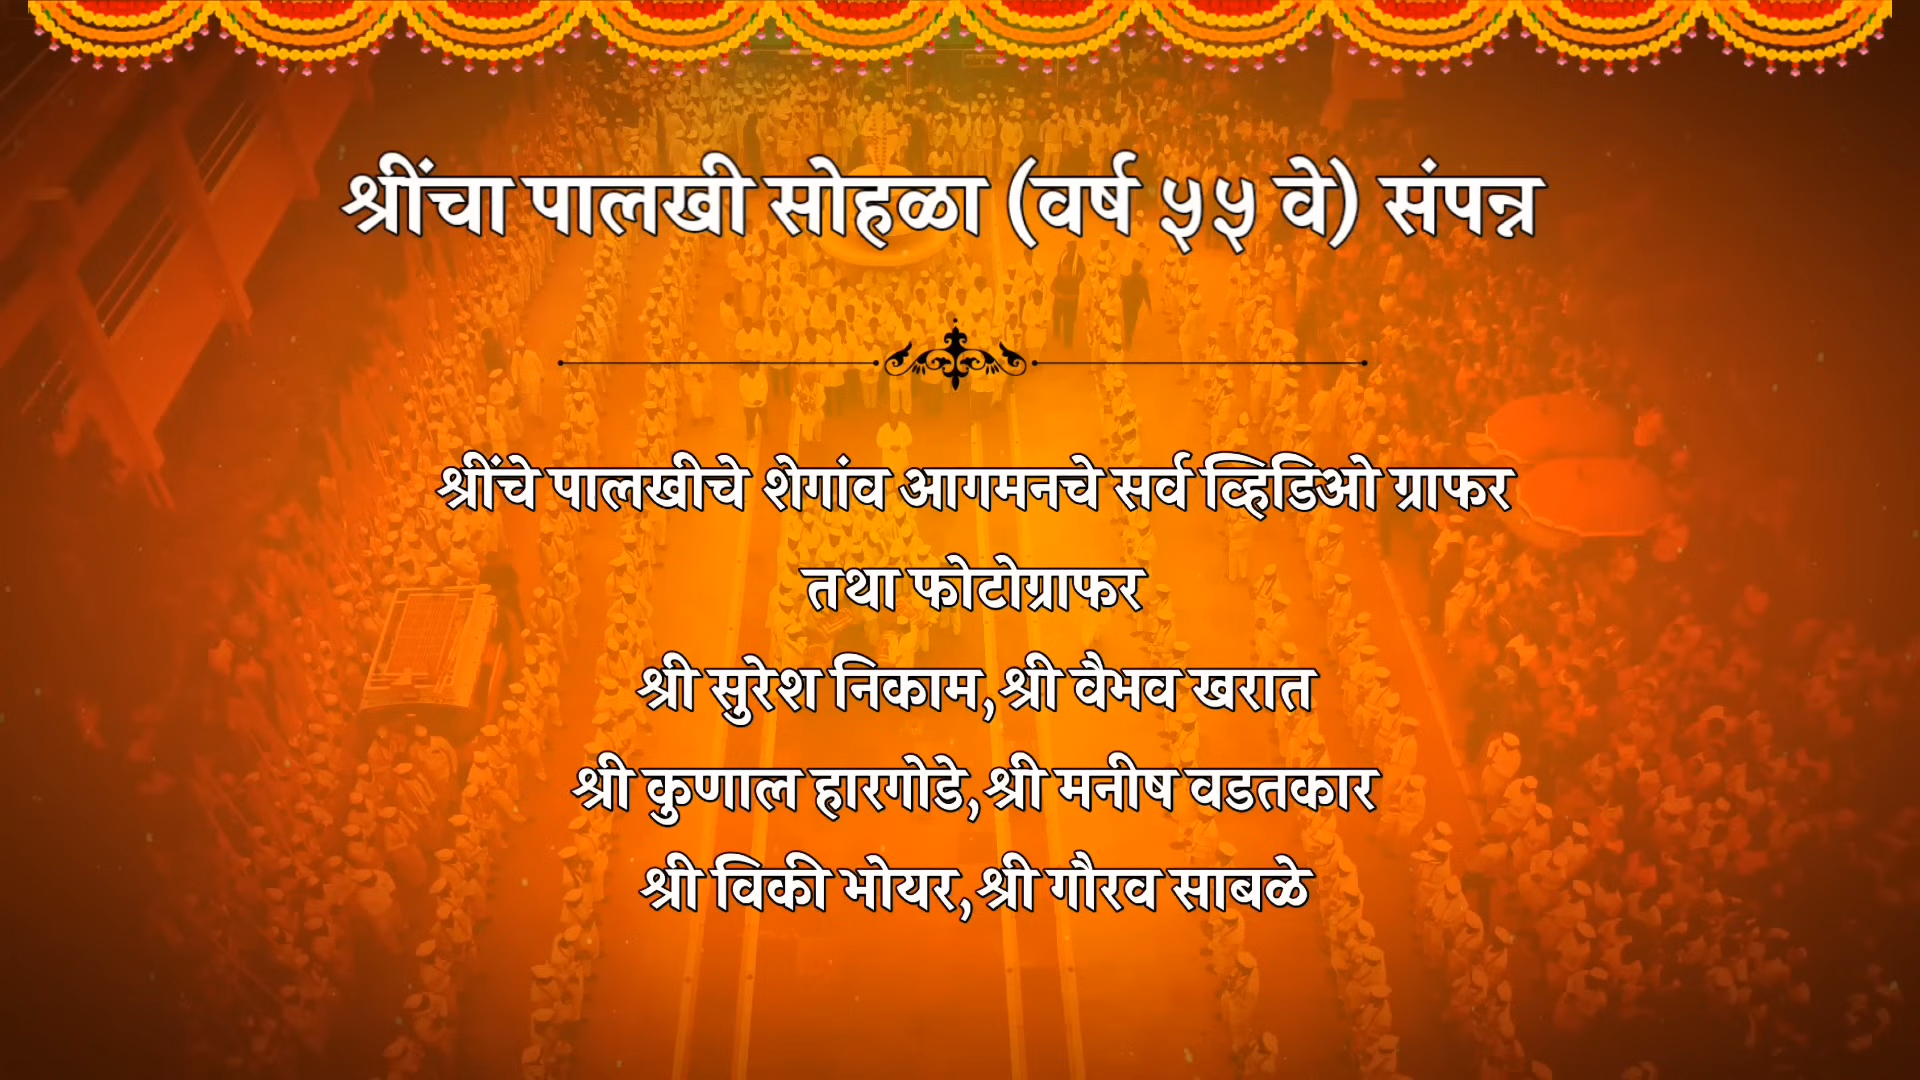 श्रींचा पालखी सोहळा (वर्ष ५५ वे) संपन्न
श्रींचे पालखीचे शेगांव आगमनचे सर्व व्हिडिओ ग्राफर
तथा फोटोग्राफर
श्री सुरेश निकाम,श्री वैभव खरात
श्री कुणाल हारगोडे,श्री मनीष वडतकार
श्री विकी भोयर,श्री गौरव साबळे